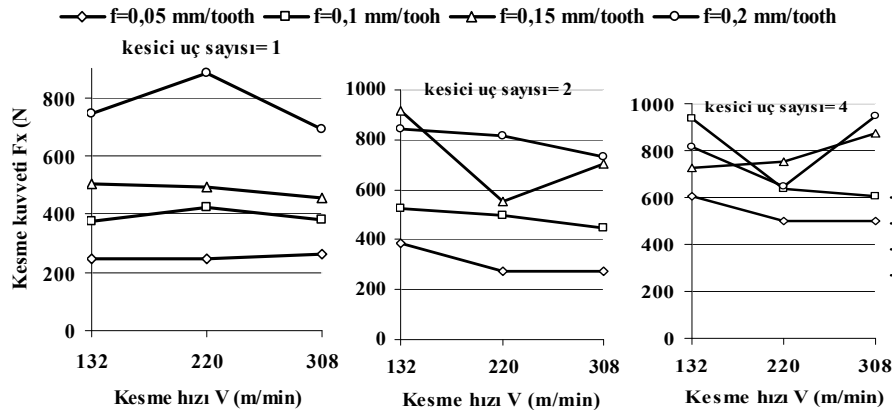 f=0,05 mm/tooth f=0,1 mm/tooh f=0,15 mm/tooth f=0,2 mm/tooth
kesici uç sayısı= 1
Kesme kuvveti Fx (N
800
600
400
200
0
132 220 308
Kesme hızı V (m/min)
kesici uç sayısı= 2
1000
800
600
400
200
0
132 220 308
Kesme hızı V (m/min)
kesici uç sayısı= 4
1000
800
600
400
200
0
132 220 308
Kesme hızı V (m/min)